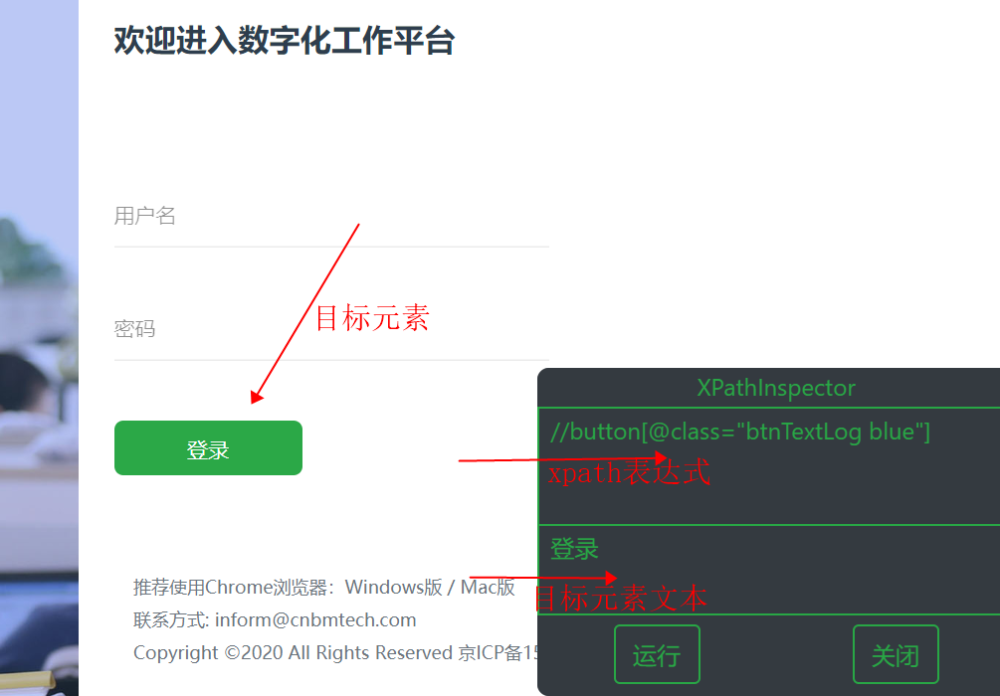 欢迎进入数字化工作平台
用户名
目标元素
密码
登录
XPathInspector
//button[@class="btnTextLog blue"]
xpath表达式
登录
目标元素文本
运行
关闭
推荐使用Chrome浏览器：Windows版 / Mac版
联系方式: inform@cnbmtech.com
Copyright ©2020 All Rights Reserved 京ICP备15